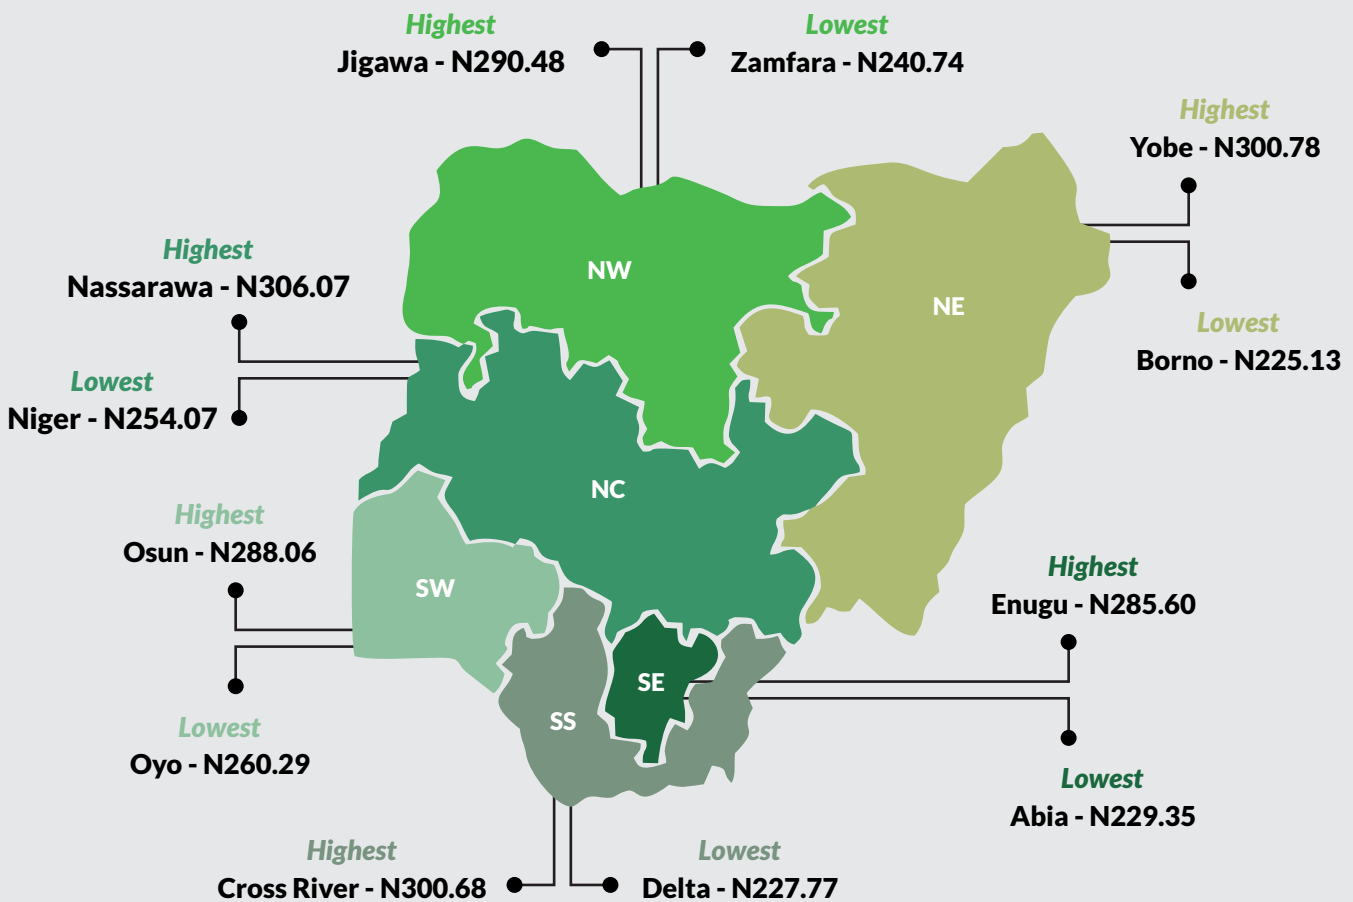 Highest
Jigawa - N290.48
Lowest
Zamfara - N240.74
Highest
Yobe - N300.78
Lowest
Borno - N225.13
Highest
Nassarawa - N306.07
Lowest
Niger - N254.07
NW
NE
NC
SW
SE
SS
Highest
Osun - N288.06
Lowest
Oyo - N260.29
Highest
Enugu - N285.60
Lowest
Abia - N229.35
Highest
Cross River - N300.68
Lowest
Delta - N227.77